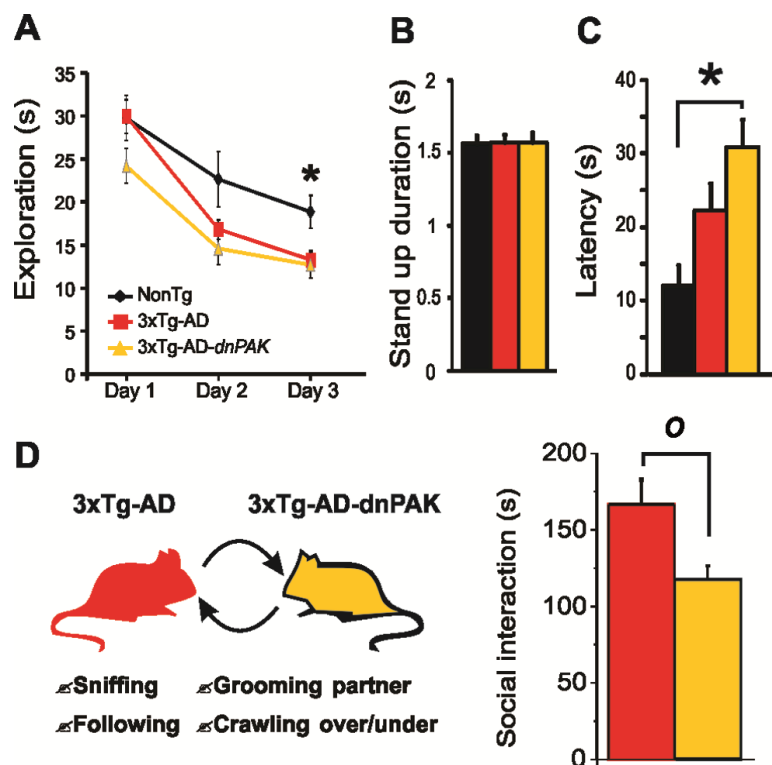 A
Exploration (s)
35
30
25
20
15
10
5
0
Day 1 Day 2 Day 3
NonTg
3xTg-AD
3xTg-AD-dnPAK
*
B
Stand up duration (s)
2
1.5
1
0.5
0
C
Latency (s)
40
30
20
10
0
*
D
3xTg-AD 3xTg-AD-dnPAK
Sniffing Grooming partner
Following Crawling over/under
Social interaction (s)
200
150
100
50
0
o